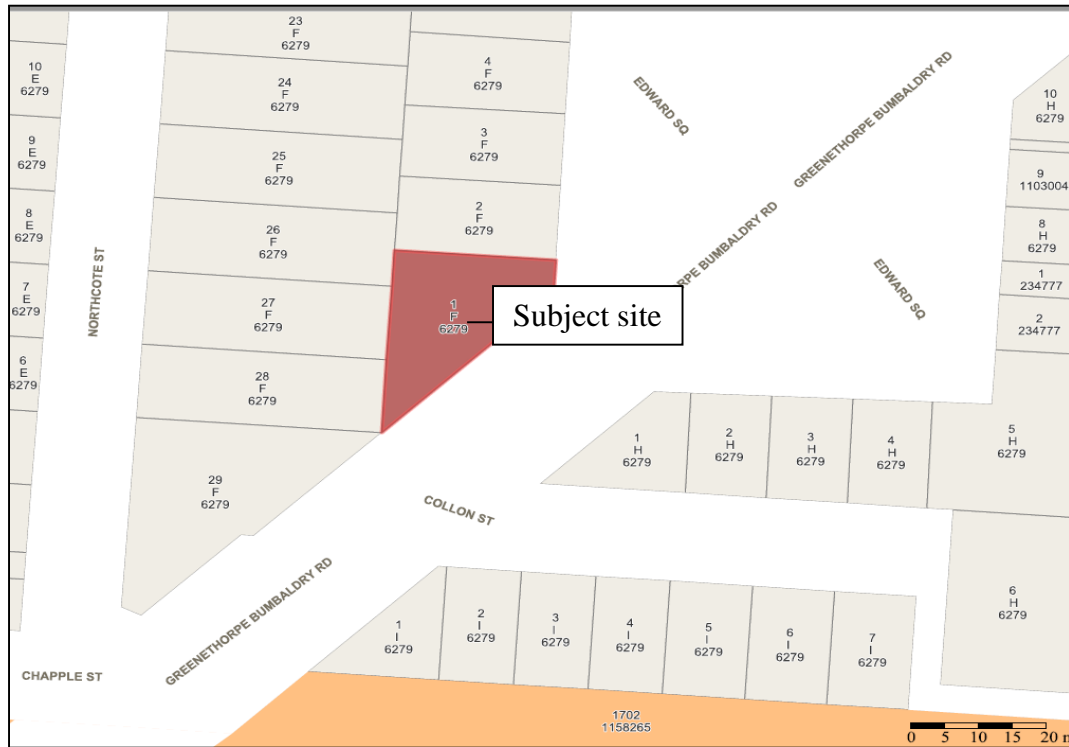 23
F
6279
24
F
6279
25
F
6279
26
F
6279
27
F
6279
28
F
6279
29
F
6279
4
F
6279
3
F
6279
2
F
6279
1
F
6279
Subject site
10
E
6279
9
E
6279
8
E
6279
7
E
6279
6
E
6279
NORTHCOTE ST
EDWARD SQ
GREENETHORPE BUMBALDRY RD
RPE BUMBALDRY RD
EDWARD SQ
10
H
6279
9
1103004
8
H
6279
1
234777
2
234777
1
H
6279
2
H
6279
3
H
6279
4
H
6279
5
H
6279
6
H
6279
COLLON ST
GREENETHORPE BUMBALDRY RD
CHAPPLE ST
1
I
6279
2
I
6279
3
I
6279
4
I
6279
5
I
6279
6
I
6279
7
I
6279
1702
1158265
0 5 10 15 20 m